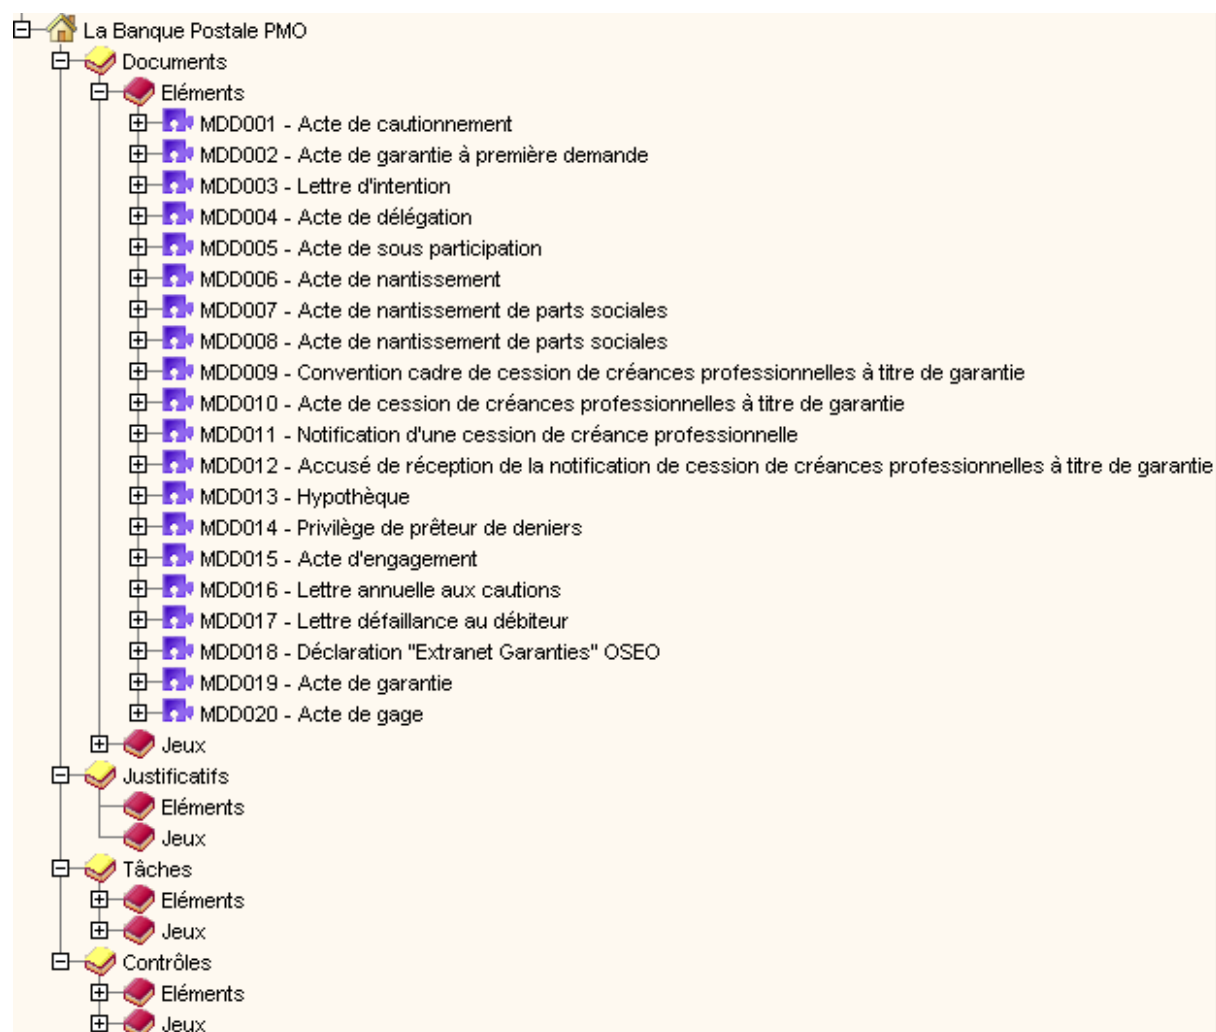 La Banque Postale PMO
Documents
Eléments
MDD001 - Acte de cautionnement
MDD002 - Acte de garantie à première demande
MDD003 - Lettre d'intention
MDD004 - Acte de délégation
MDD005 - Acte de sous participation
MDD006 - Acte de nantissement
MDD007 - Acte de nantissement de parts sociales
MDD008 - Acte de nantissement de parts sociales
MDD009 - Convention cadre de cession de créances professionnelles à titre de garantie
MDD010 - Acte de cession de créances professionnelles à titre de garantie
MDD011 - Notification d'une cession de créance professionnelle
MDD012 - Accusé de réception de la notification de cession de créances professionnelles à titre de garantie
MDD013 - Hypothèque
MDD014 - Privilège de prêteur de deniers
MDD015 - Acte d'engagement
MDD016 - Lettre annuelle aux cautions
MDD017 - Lettre défaillance au débiteur
MDD018 - Déclaration "Extranet Garanties" OSEO
MDD019 - Acte de garantie
MDD020 - Acte de gage
Jeux
Justificatifs
Eléments
Jeux
Tâches
Eléments
Jeux
Contrôles
Eléments
Jeux